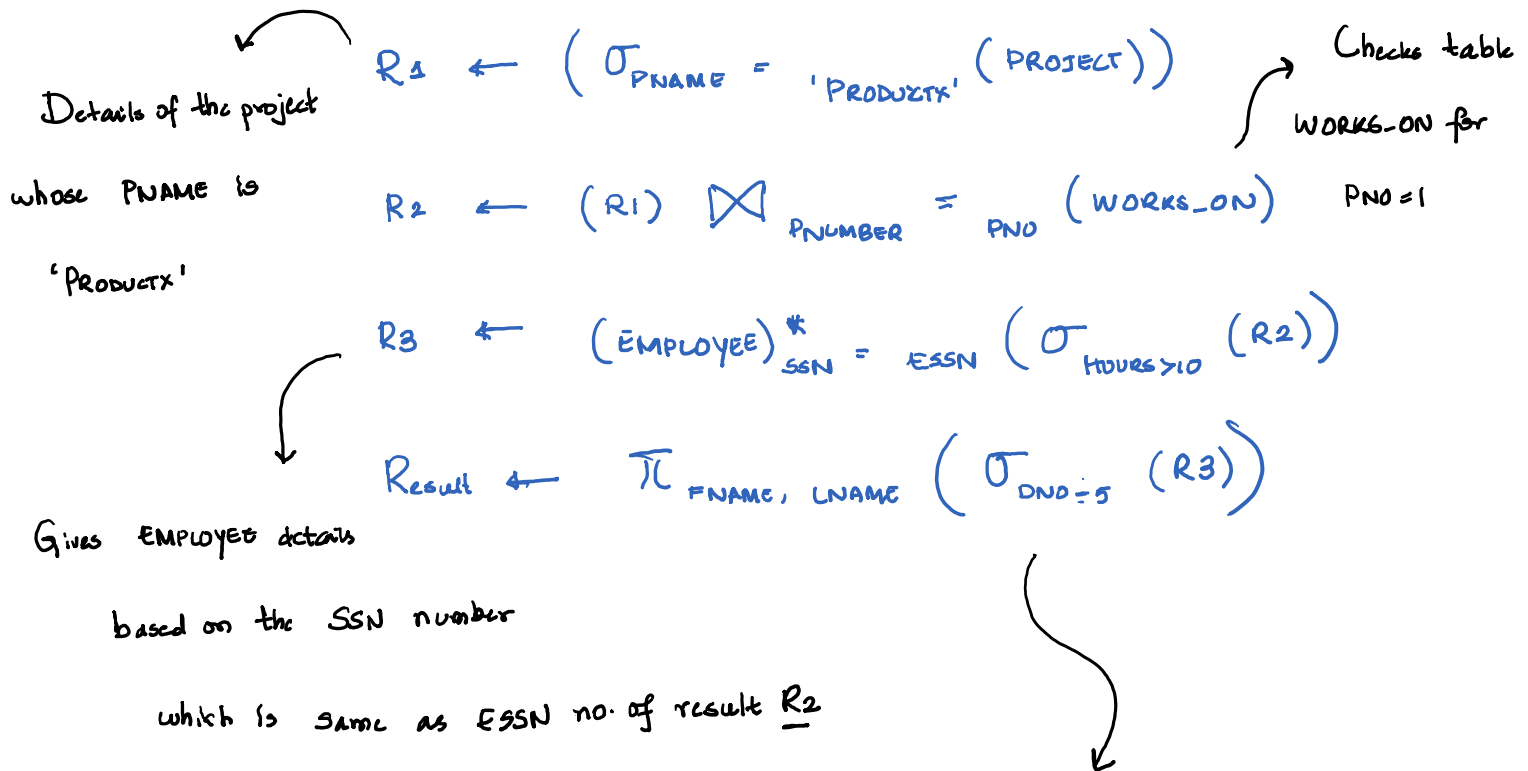 R1 ← (σ PNAME = 'PRODUCTX' (PROJECT))
Details of the project
whose PNAME is
'PRODUCTX'
Checks table
WORKS_ON for
PNO = 1
R2 ← (R1) ⋈ PNUMBER = PNO (WORKS_ON)
R3 ← (EMPLOYEE) * SSN = ESSN (σ HOURS>10 (R2))
Result ← π FNAME, LNAME (σ DNO=5 (R3))
Gives EMPLOYEE details
based on the SSN number
which is same as ESSN no. of result R2